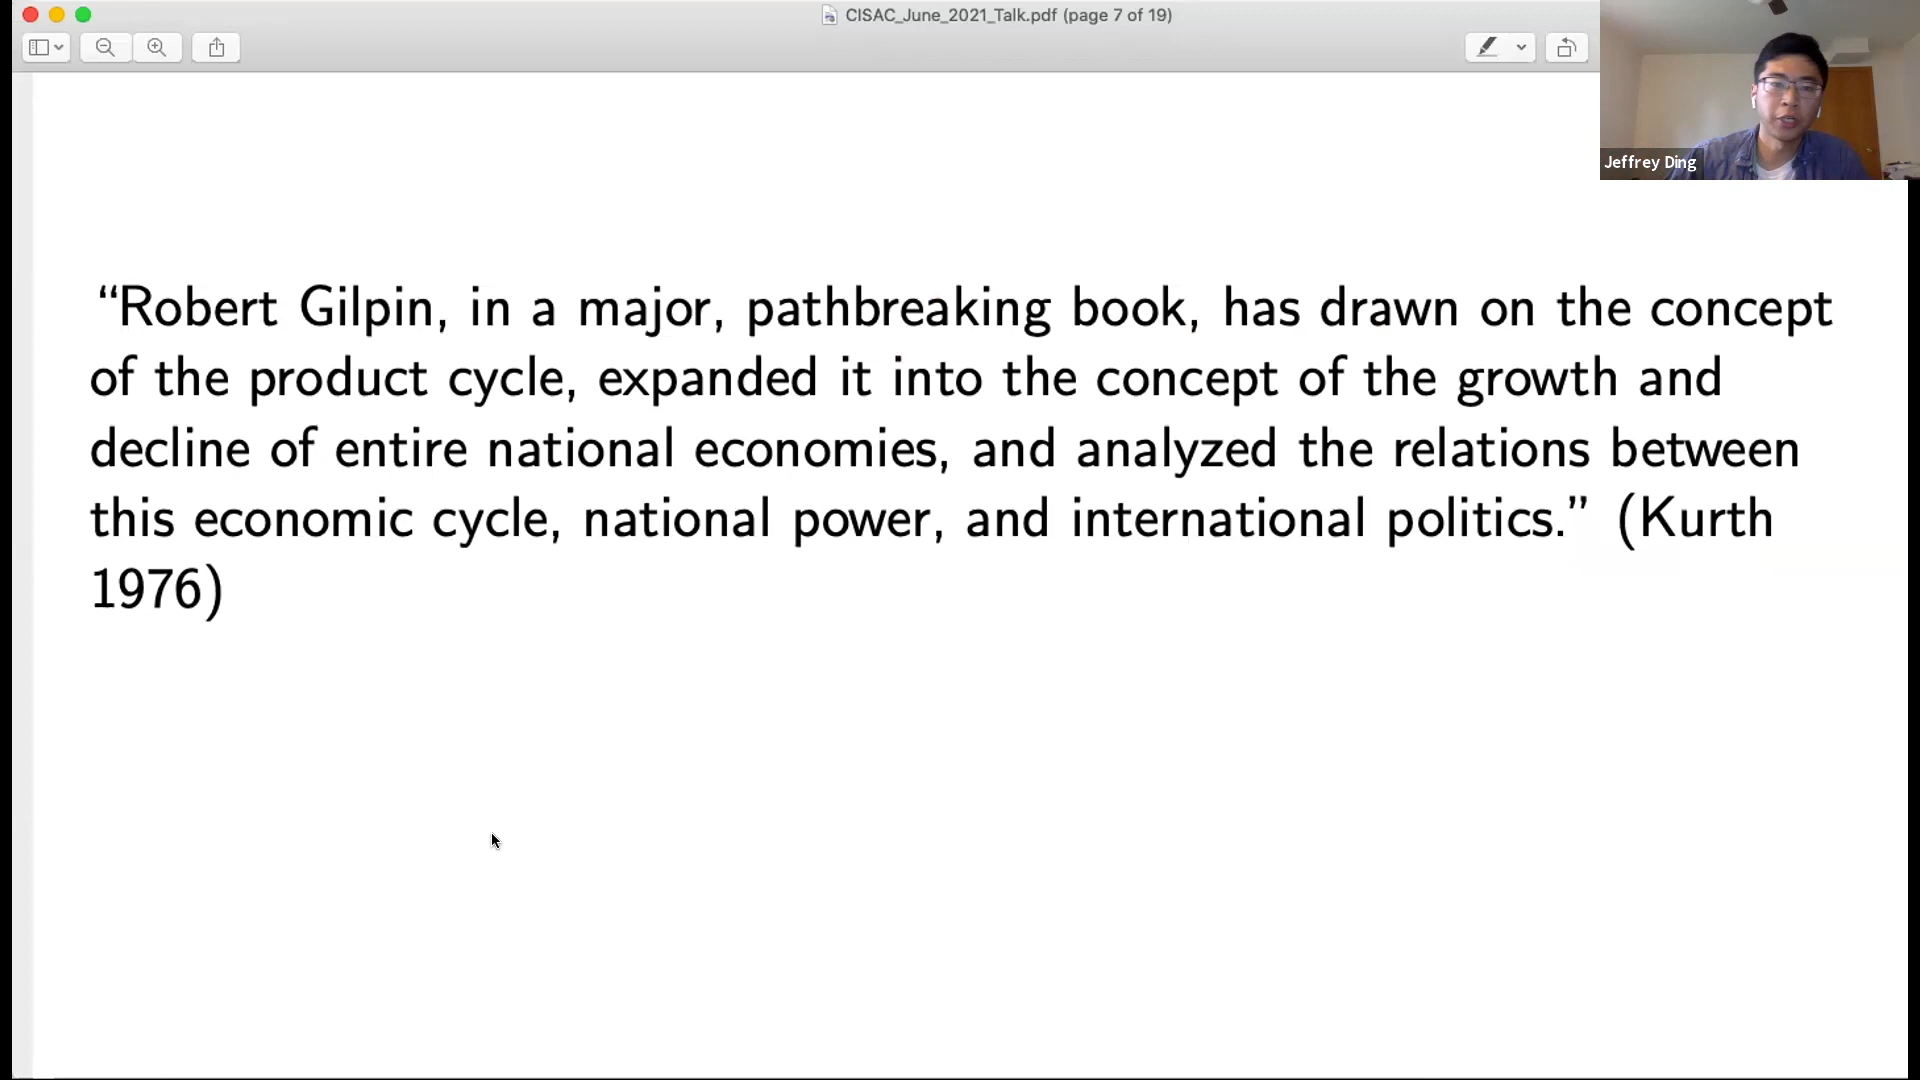 CISAC_June_2021_Talk.pdf (page 7 of 19)
Jeffrey Ding
“Robert Gilpin, in a major, pathbreaking book, has drawn on the concept
of the product cycle, expanded it into the concept of the growth and
decline of entire national economies, and analyzed the relations between
this economic cycle, national power, and international politics.” (Kurth
1976)